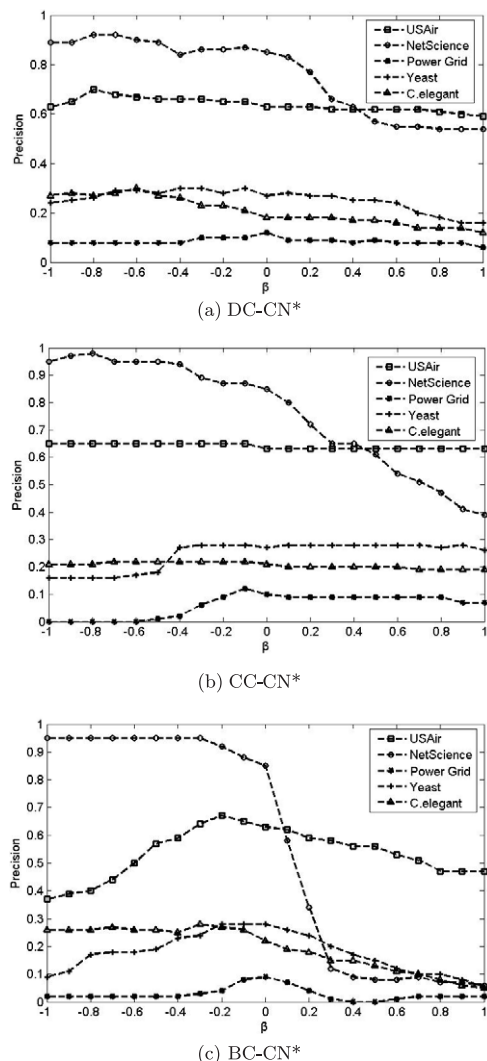 1
0.8
0.6
0.4
0.2
0
Precision
USAir
NetScience
Power Grid
Yeast
C.elegant
-1 -0.8 -0.6 -0.4 -0.2 0 0.2 0.4 0.6 0.8 1
β
(a) DC-CN*
1
0.9
0.8
0.7
0.6
0.5
0.4
0.3
0.2
0.1
0
Precision
USAir
NetScience
Power Grid
Yeast
C.elegant
-1 -0.8 -0.6 -0.4 -0.2 0 0.2 0.4 0.6 0.8 1
β
(b) CC-CN*
1
0.9
0.8
0.7
0.6
0.5
0.4
0.3
0.2
0.1
0
Precision
USAir
NetScience
Power Grid
Yeast
C.elegant
-1 -0.8 -0.6 -0.4 -0.2 0 0.2 0.4 0.6 0.8 1
β
(c) BC-CN*